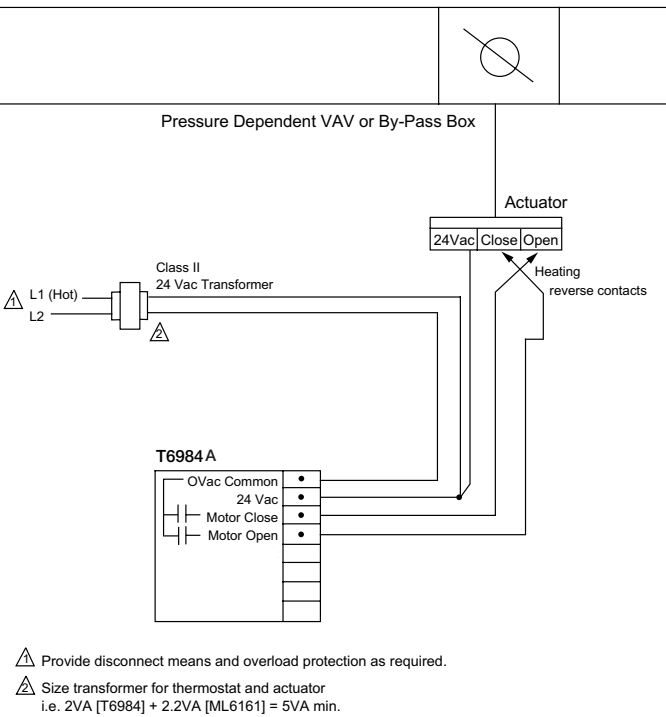 Pressure Dependent VAV or By-Pass Box
Actuator
24Vac Close Open
Heating
reverse contacts
Class II
24 Vac Transformer
1 L1 (Hot)
L2
2
T6984A
OVac Common
24 Vac
Motor Close
Motor Open
1 Provide disconnect means and overload protection as required.
2 Size transformer for thermostat and actuator
i.e. 2VA [T6984] + 2.2VA [ML6161] = 5VA min.